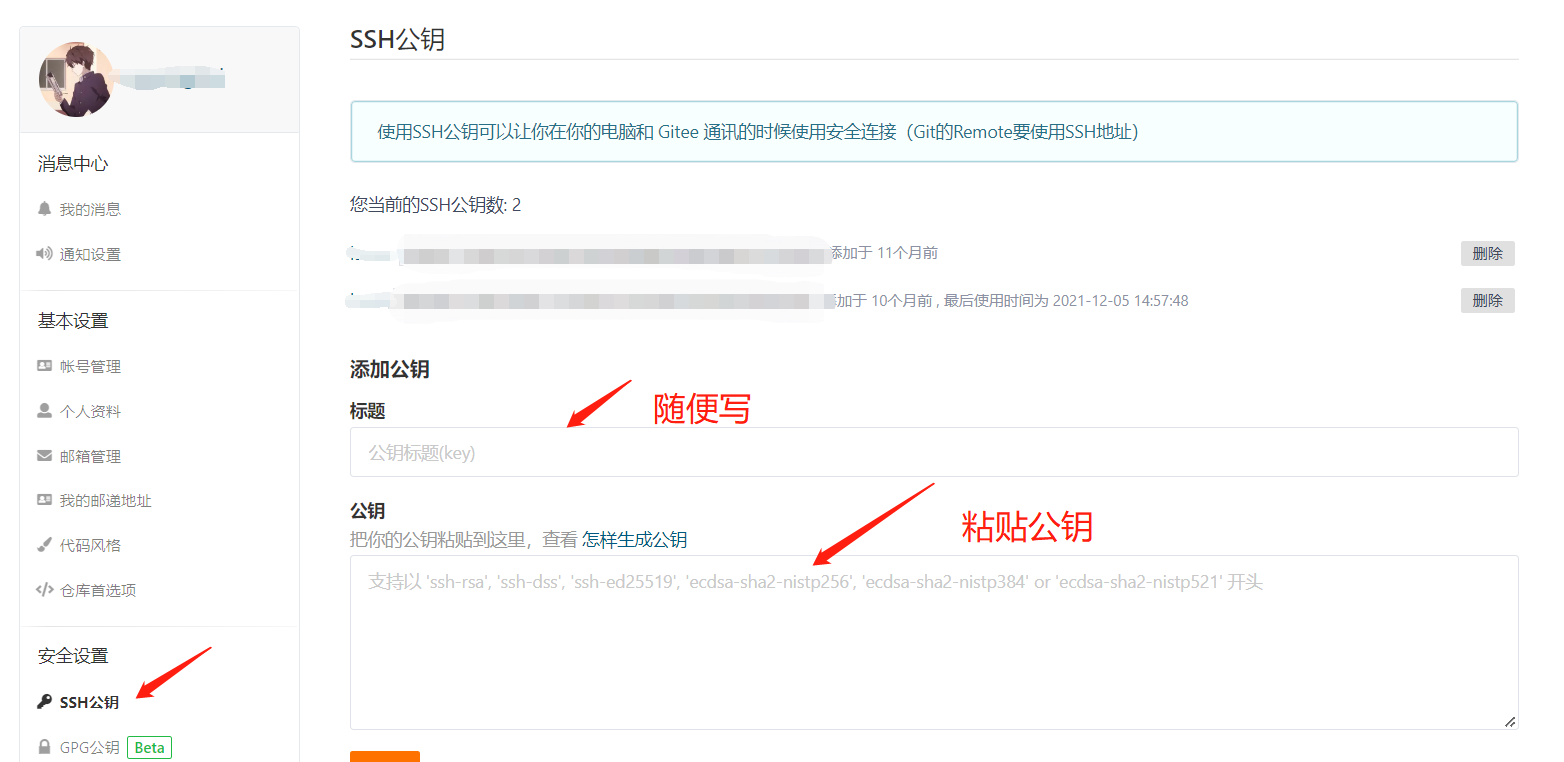 消息中心
我的消息
通知设置
基本设置
帐号管理
个人资料
邮箱管理
我的邮递地址
代码风格
仓库首选项
安全设置
SSH公钥
GPG公钥 Beta
SSH公钥
使用SSH公钥可以让你在你的电脑和 Gitee 通讯的时候使用安全连接（Git的Remote要使用SSH地址）
您当前的SSH公钥数: 2
添加于 11个月前 删除
加于 10个月前 , 最后使用时间为 2021-12-05 14:57:48 删除
添加公钥
标题
随便写
公钥标题(key)
公钥
把你的公钥粘贴到这里，查看 怎样生成公钥
粘贴公钥
支持以 'ssh-rsa', 'ssh-dss', 'ssh-ed25519', 'ecdsa-sha2-nistp256', 'ecdsa-sha2-nistp384' or 'ecdsa-sha2-nistp521' 开头